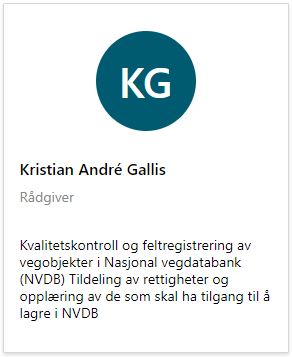 KG
Kristian André Gallis
Rådgiver
Kvalitetskontroll og feltregistrering av
vegobjekter i Nasjonal vegdatabank
(NVDB) Tildeling av rettigheter og
opplæring av de som skal ha tilgang til å
lagre i NVDB